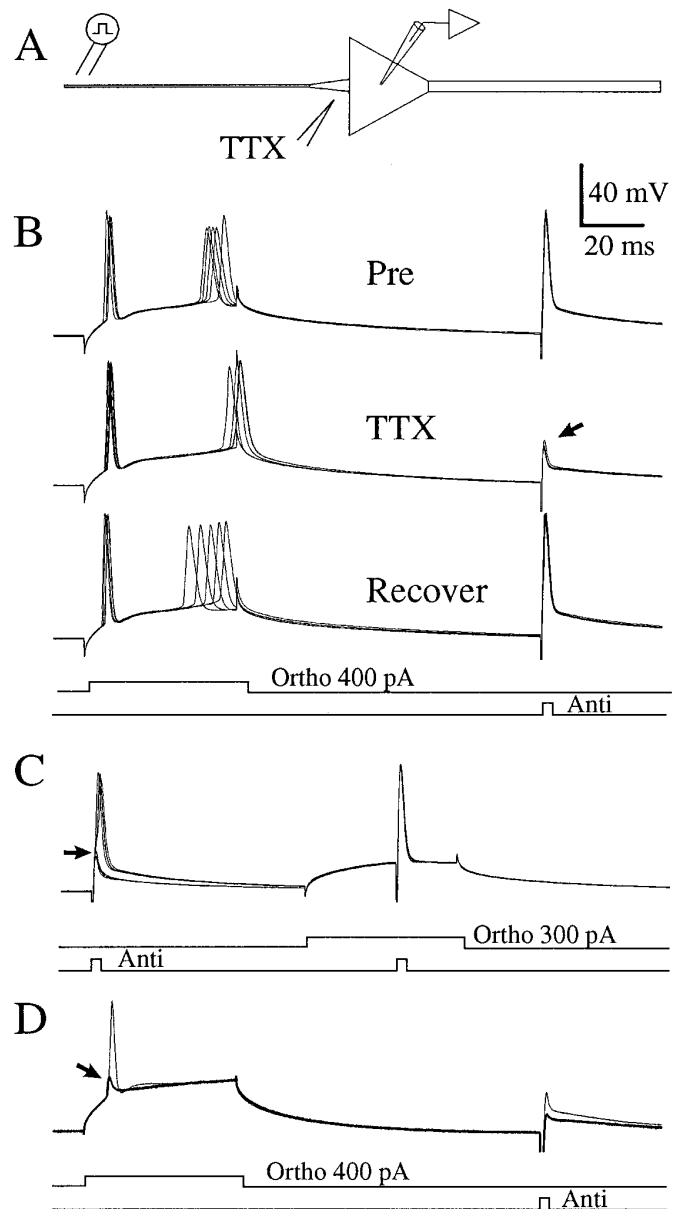 A
TTX
40 mV
20 ms
B
Pre
TTX
Recover
Ortho 400 pA
Anti
C
Ortho 300 pA
Anti
D
Ortho 400 pA
Anti